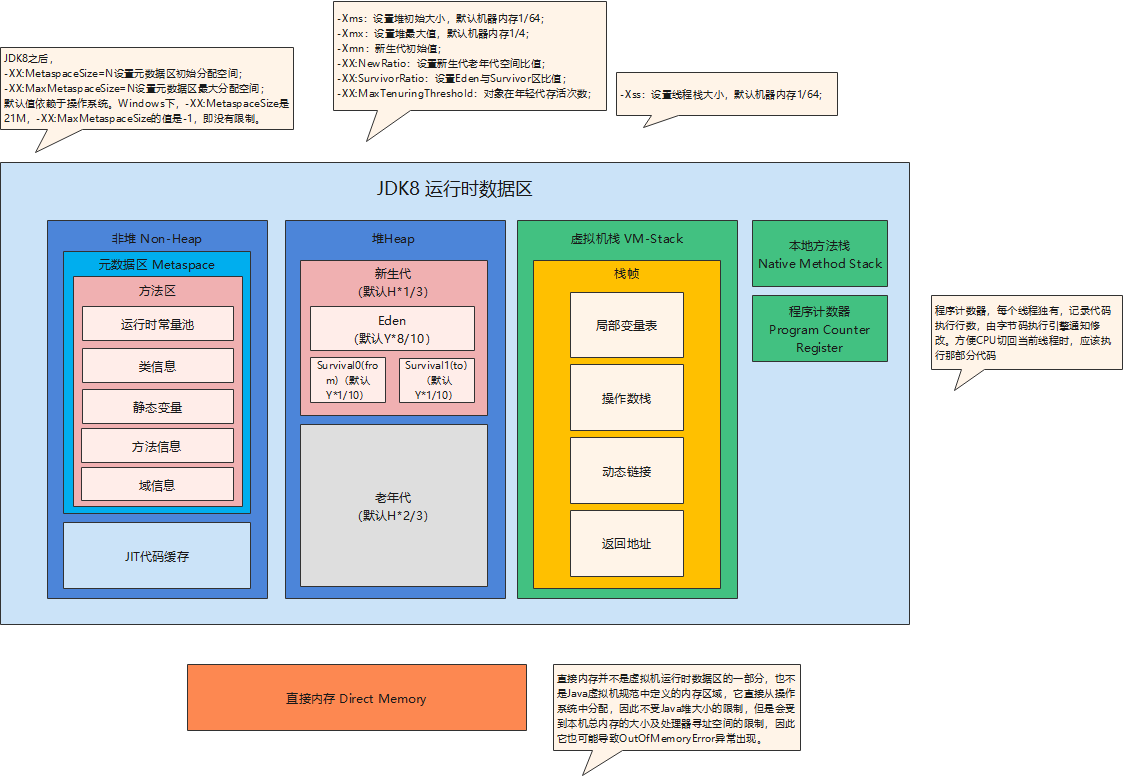 -Xms：设置堆初始大小，默认机器内存1/64;
-Xmx：设置堆最大值，默认机器内存1/4;
-Xmn：新生代初始值;
-XX:NewRatio：设置新生代老年代空间比值;
-XX:SurvivorRatio：设置Eden与Survivor区比值;
-XX:MaxTenuringThreshold：对象在年轻代存活次数;
JDK8之后，
-XX:MetaspaceSize=N设置元数据区初始分配空间;
-XX:MaxMetaspaceSize=N设置元数据区最大分配空间;
默认值依赖于操作系统。Windows下，-XX:MetaspaceSize是
21M，-XX:MaxMetaspaceSize的值是-1，即没有限制。
-Xss：设置线程栈大小，默认机器内存1/64;
JDK8 运行时数据区
非堆 Non-Heap
元数据区 Metaspace
方法区
运行时常量池
类信息
静态变量
方法信息
域信息
JIT代码缓存
堆Heap
新生代
(默认H*1/3)
Eden
(默认Y*8/10)
Survival0(fro
m)（默认
Y*1/10）
Survival1(to)
（默认
Y*1/10）
老年代
(默认H*2/3)
虚拟机栈 VM-Stack
栈帧
局部变量表
操作数栈
动态链接
返回地址
本地方法栈
Native Method Stack
程序计数器
Program Counter
Register
程序计数器，每个线程独有，记录代码
执行行数，由字节码执行引擎通知修
改。方便CPU切回当前线程时，应该执
行那部分代码
直接内存 Direct Memory
直接内存并不是虚拟机运行时数据区的一部分，也不
是Java虚拟机规范中定义的内存区域，它直接从操作
系统中分配，因此不受Java堆大小的限制，但是会受
到本机总内存的大小及处理器寻址空间的限制，因此
它也可能导致OutOfMemoryError异常出现。